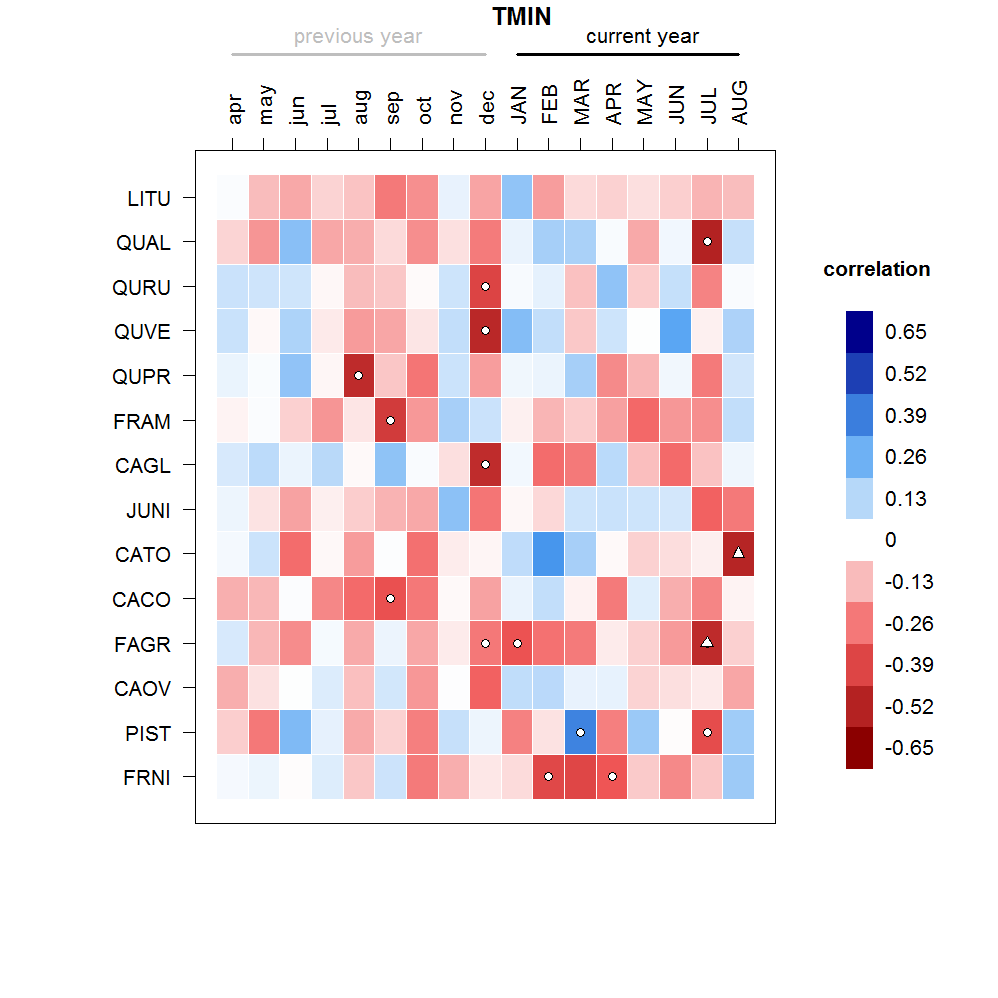 TMIN
previous year current year
apr may jun jul aug sep oct nov dec JAN FEB MAR APR MAY JUN JUL AUG
LITU
QUAL
QURU
QUVE
QUPR
FRAM
CAGL
JUNI
CATO
CACO
FAGR
CAOV
PIST
FRNI
correlation
0.65
0.52
0.39
0.26
0.13
0
-0.13
-0.26
-0.39
-0.52
-0.65